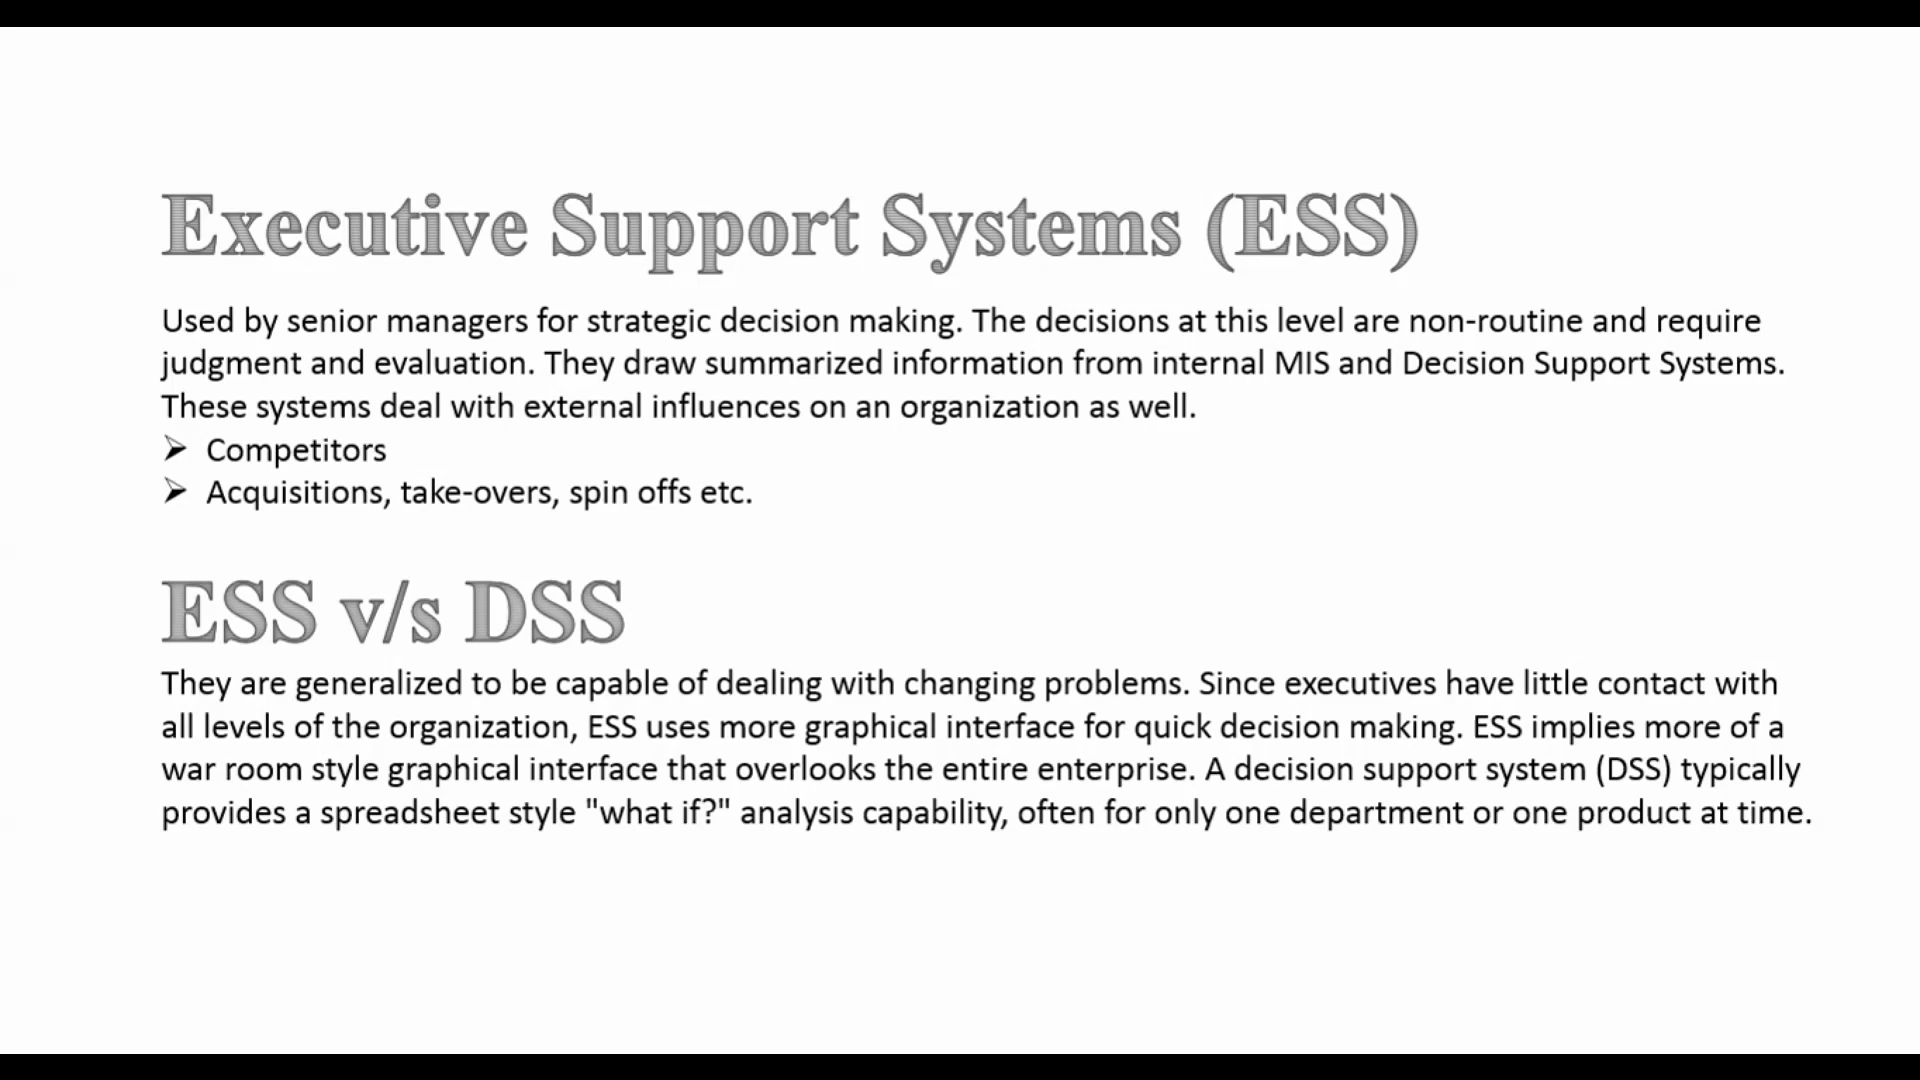 Executive Support Systems (ESS)
Used by senior managers for strategic decision making. The decisions at this level are non-routine and require
judgment and evaluation. They draw summarized information from internal MIS and Decision Support Systems.
These systems deal with external influences on an organization as well.
➢ Competitors
➢ Acquisitions, take-overs, spin offs etc.
ESS v/s DSS
They are generalized to be capable of dealing with changing problems. Since executives have little contact with
all levels of the organization, ESS uses more graphical interface for quick decision making. ESS implies more of a
war room style graphical interface that overlooks the entire enterprise. A decision support system (DSS) typically
provides a spreadsheet style "what if?" analysis capability, often for only one department or one product at time.